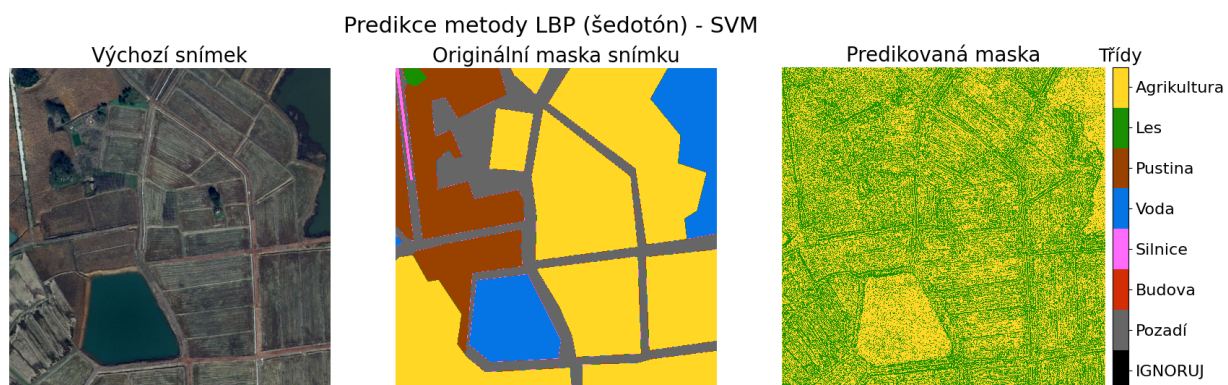 Predikce metody LBP (šedotón) - SVM
Výchozí snímek
Originální maska snímku
Predikovaná maska
Třídy
Agrikultura
Les
Pustina
Voda
Silnice
Budova
Pozadí
IGNORUJ